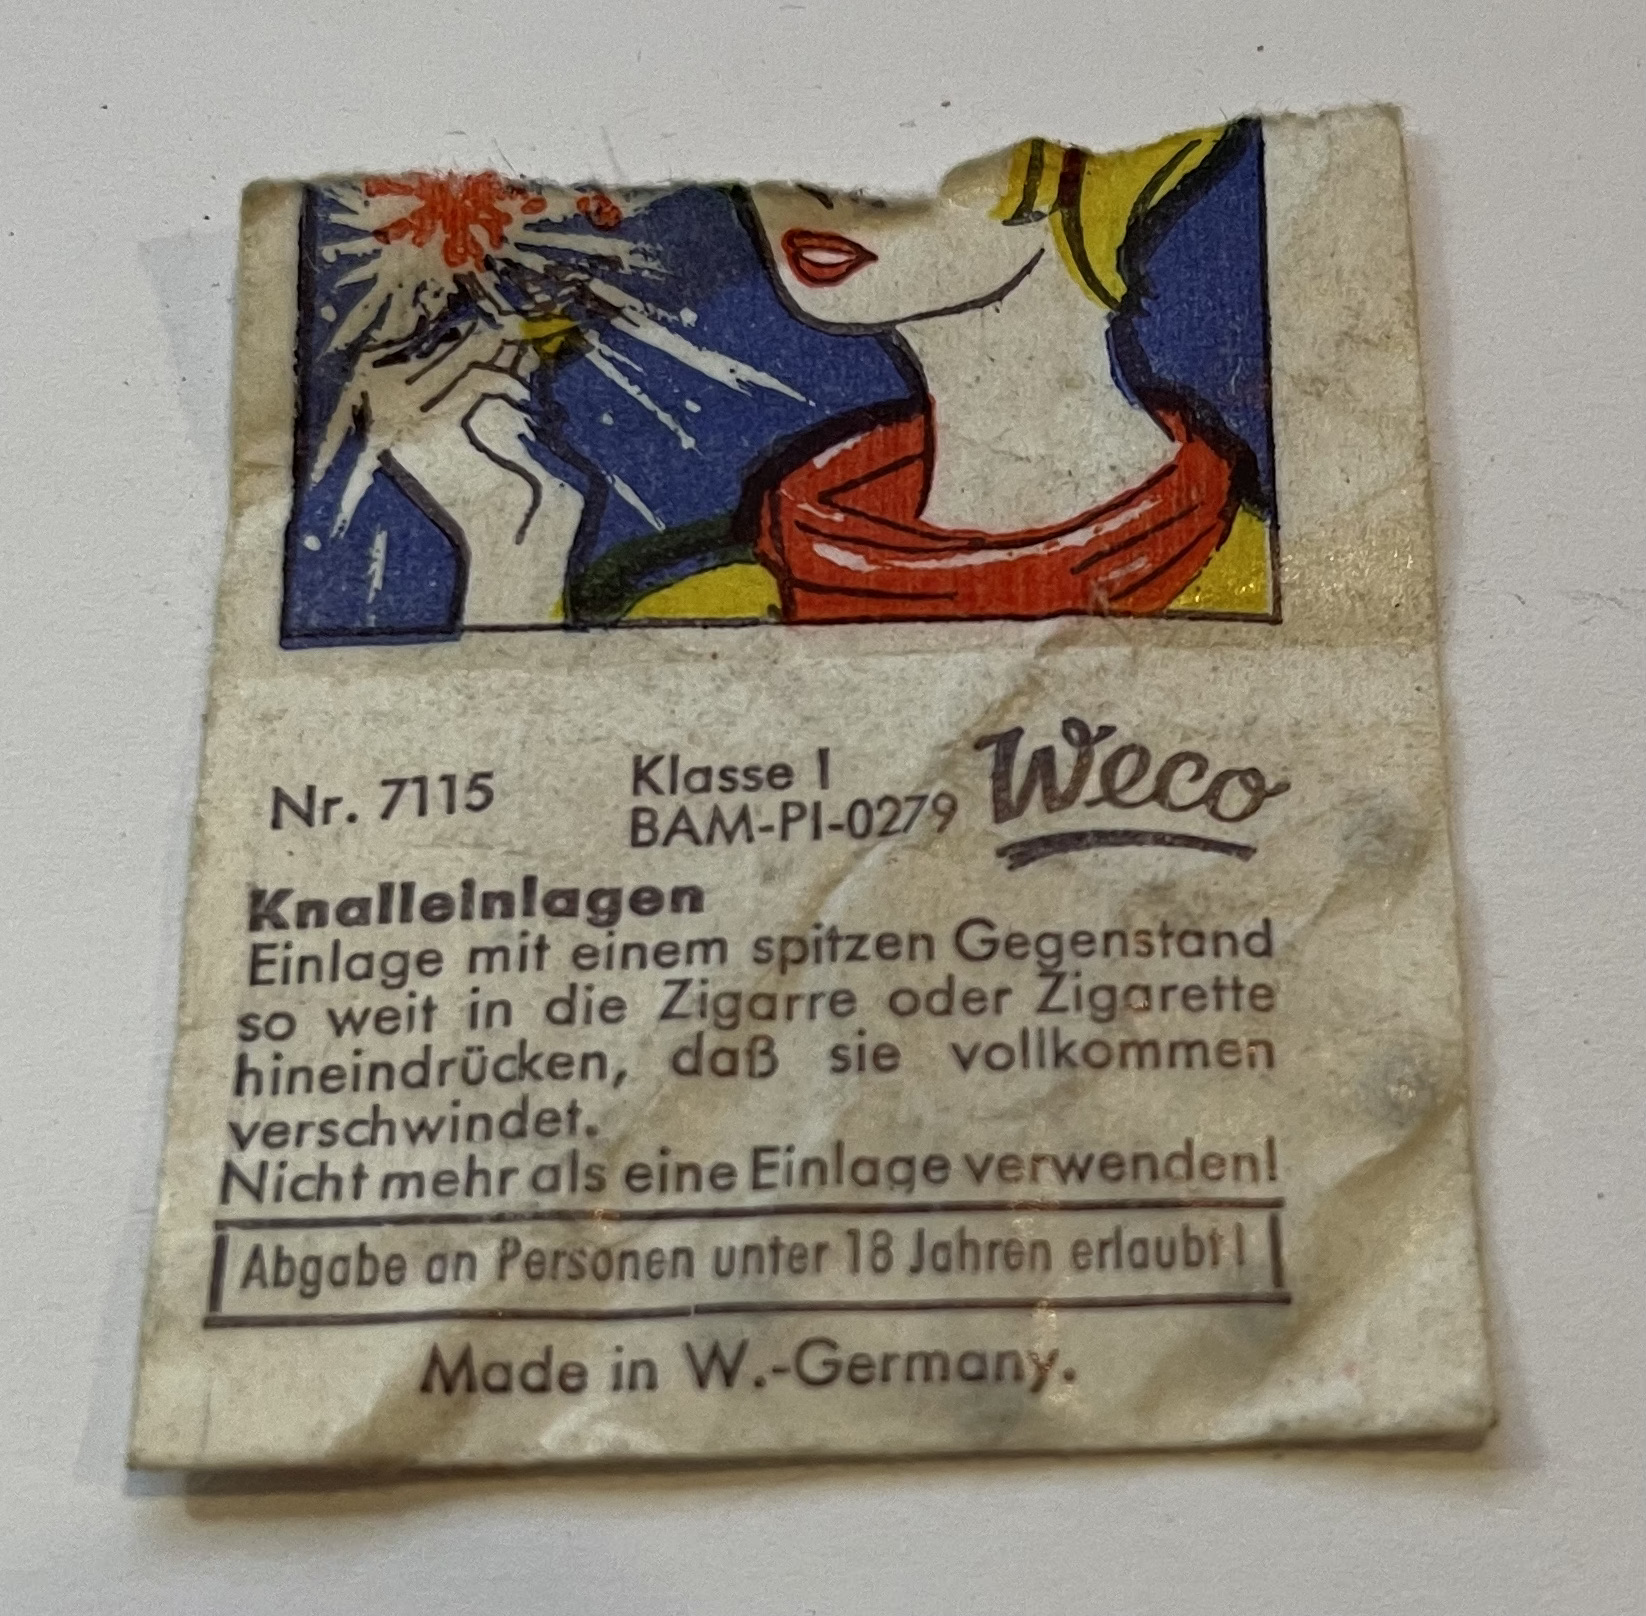 Nr. 7115
Klasse I
BAM-PI-0279
Weco
Knalleinlagen
Einlage mit einem spitzen Gegenstand
so weit in die Zigarre oder Zigarette
hineindrücken, daß sie vollkommen
verschwindet.
Nicht mehr als eine Einlage verwenden!
Abgabe an Personen unter 18 Jahren erlaubt!
Made in W.-Germany.